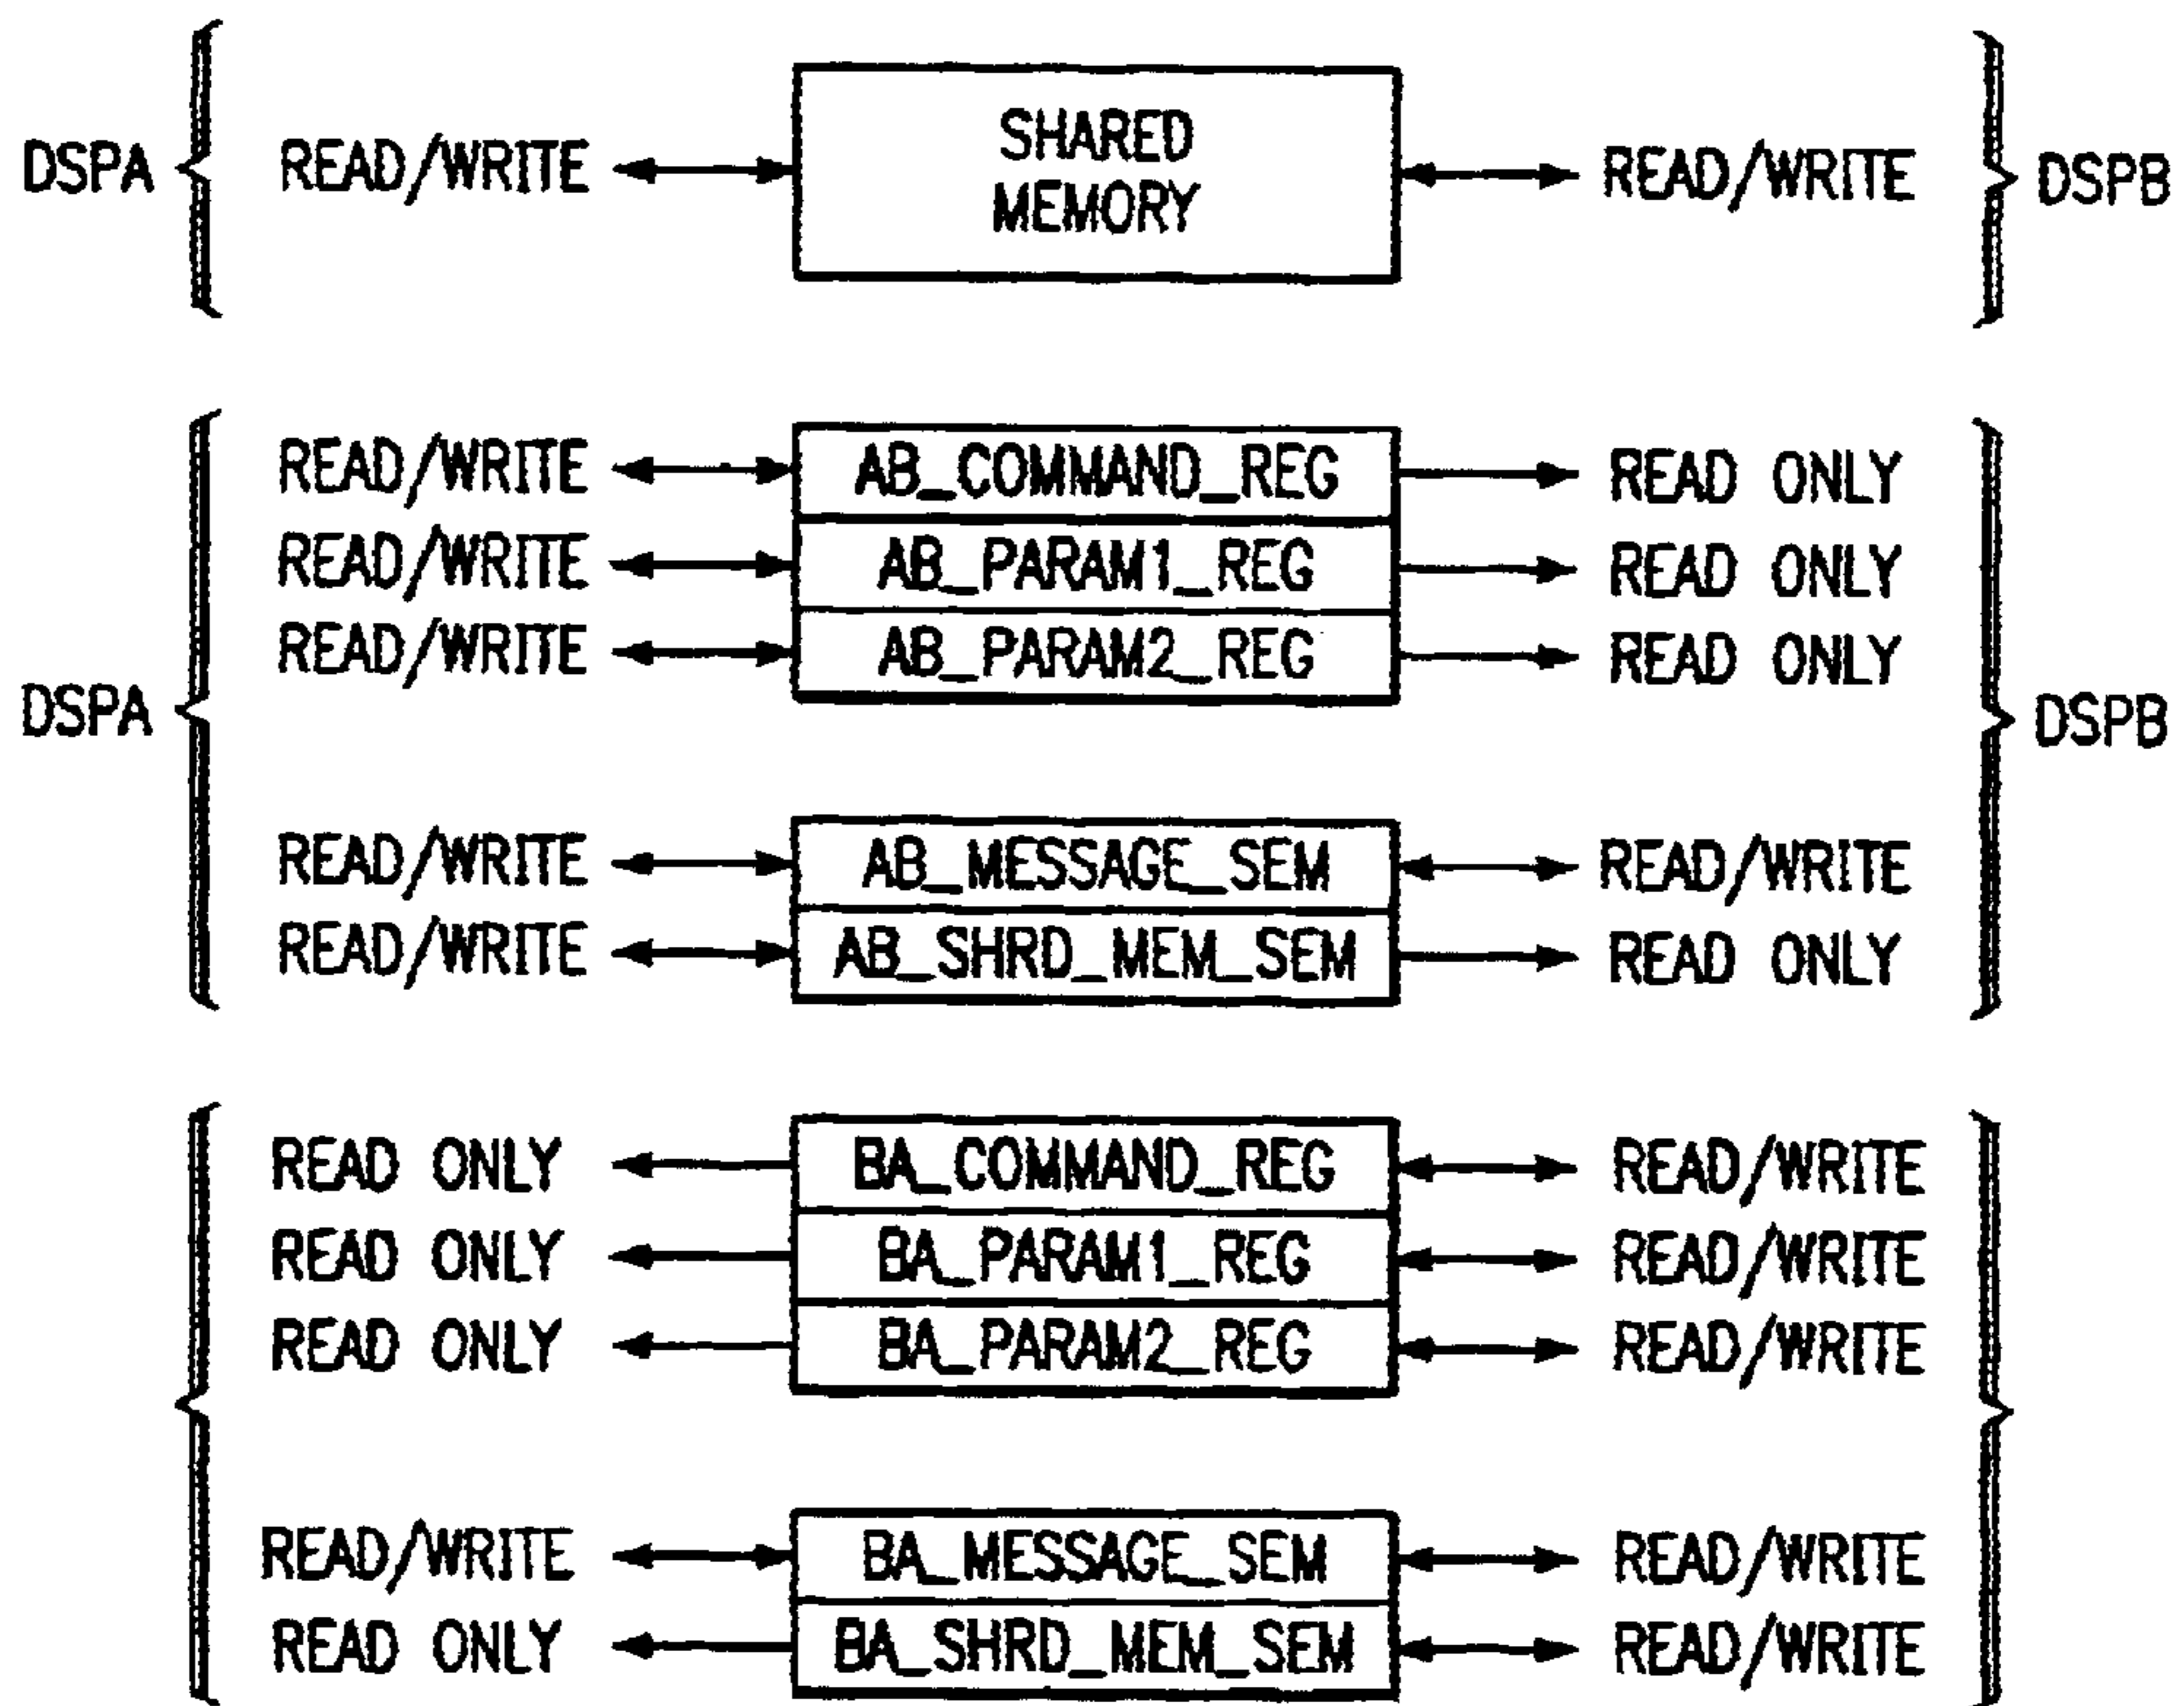 DSPA READ/WRITE SHARED MEMORY READ/WRITE DSPB
READ/WRITE AB_COMMAND_REG READ ONLY
READ/WRITE AB_PARAM1_REG READ ONLY
READ/WRITE AB_PARAM2_REG READ ONLY
DSPA DSPB
READ/WRITE AB_MESSAGE_SEM READ/WRITE
READ/WRITE AB_SHRD_MEM_SEM READ ONLY
READ ONLY BA_COMMAND_REG READ/WRITE
READ ONLY BA_PARAM1_REG READ/WRITE
READ ONLY BA_PARAM2_REG READ/WRITE
READ/WRITE BA_MESSAGE_SEM READ/WRITE
READ ONLY BA_SHRD_MEM_SEM READ/WRITE